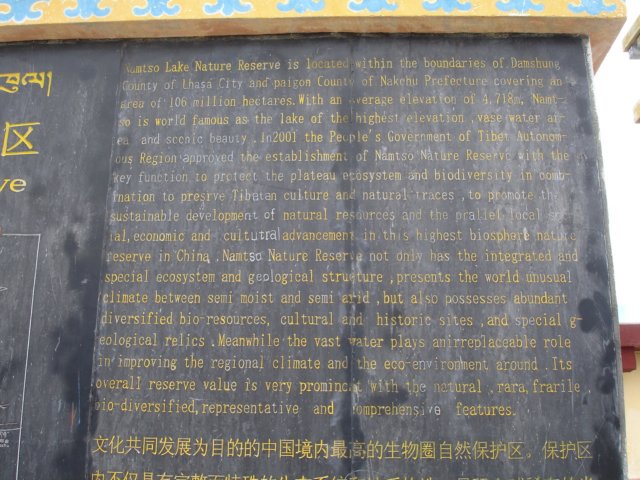 区
ve
Namtso Lake Nature Reserve is located within the boundaries of Damshung
County of Lhasa City and paigon County of Nakehu Prefecture covering an
area of 106 million hectares. With an average elevation of 4,718m, Namt-
so is world famous as the lake of the highest elevation, vase water ar-
ea and scenic beauty. In2001 the People's Government of Tibet Autonom-
ous Region approved the establishment of Namtso Nature Reserve with the
key function to protect the plateau ecosystem and biodiversity in comb-
ination to presrve Tibetan culture and natural traces, to promote the
sustainable development of natural resources and the prallel local soc-
ial, economic and cultutral advancement in this highest biosphere nature
reserve in China. Namtso Nature Reserve not only has the integrated and
special ecosystem and geological structure, presents the world unusual
climate between semi moist and semi arid, but also possesses abundant
diversified bio-resources, cultural and historic sites, and special g-
eological relics. Meanwhile the vast water plays anirreplaceable role
in improving the regional climate and the eco-environment around. Its
overall reserve value is very prominent with the natural, rara, frarile,
bio-diversified, representative and comprehensive features.
文化共同发展为目的的中国境内最高的生物圈自然保护区。保护区